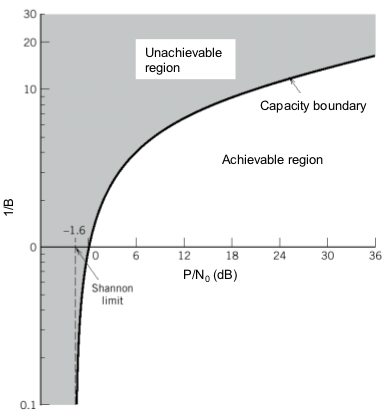 30
20
Unachievable
region
10
Capacity boundary
Achievable region
1/B
−1.6
0
0 6 12 18 24 30 36
P/N₀ (dB)
Shannon
limit
0.1